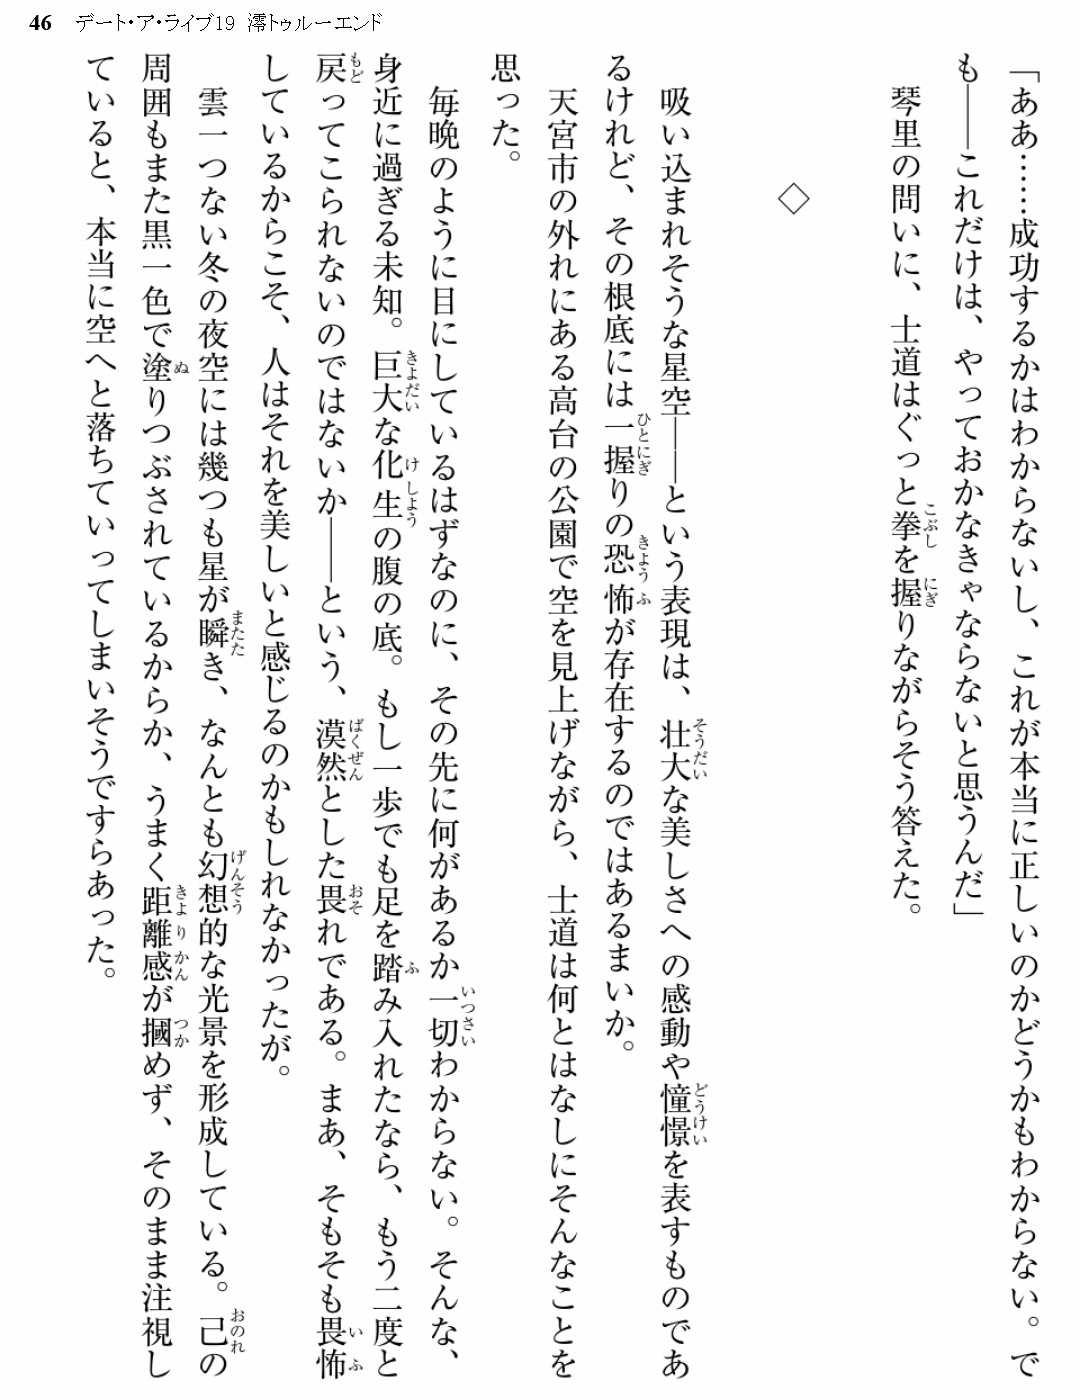 46 デート・ア・ライブ19 澪トゥルーエンド
「ああ……成功するかはわからないし、これが本当に正しいのかどうかもわからない。で
も――これだけは、やっておかなきゃならないと思うんだ」
琴里の問いに、士道はぐっと拳を握りながらそう答えた。
◇
吸い込まれそうな星空――という表現は、壮大な美しさへの感動や憧憬を表すものであ
るけれど、その根底には一握りの恐怖が存在するのではあるまいか。
天宮市の外れにある高台の公園で空を見上げながら、士道は何とはなしにそんなことを
思った。
毎晩のように目にしているはずなのに、その先に何があるか一切わからない。そんな、
身近に過ぎる未知。巨大な化生の腹の底。もし一歩でも足を踏み入れたなら、もう二度と
戻ってこられないのではないか――という、漠然とした畏れである。まあ、そもそも畏怖
しているからこそ、人はそれを美しいと感じるのかもしれなかったが。
雲一つない冬の夜空には幾つも星が瞬き、なんとも幻想的な光景を形成している。己の
周囲もまた黒一色で塗りつぶされているからか、うまく距離感が摑めず、そのまま注視し
ていると、本当に空へと落ちていってしまいそうですらあった。